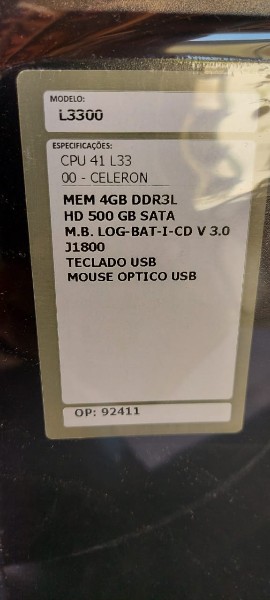 MODELO:
L3300
ESPECIFICAÇÕES:
CPU 41 L33
00 - CELERON
MEM 4GB DDR3L
HD 500 GB SATA
M.B. LOG-BAT-I-CD V 3.0
J1800
TECLADO USB
MOUSE OPTICO USB
OP: 92411